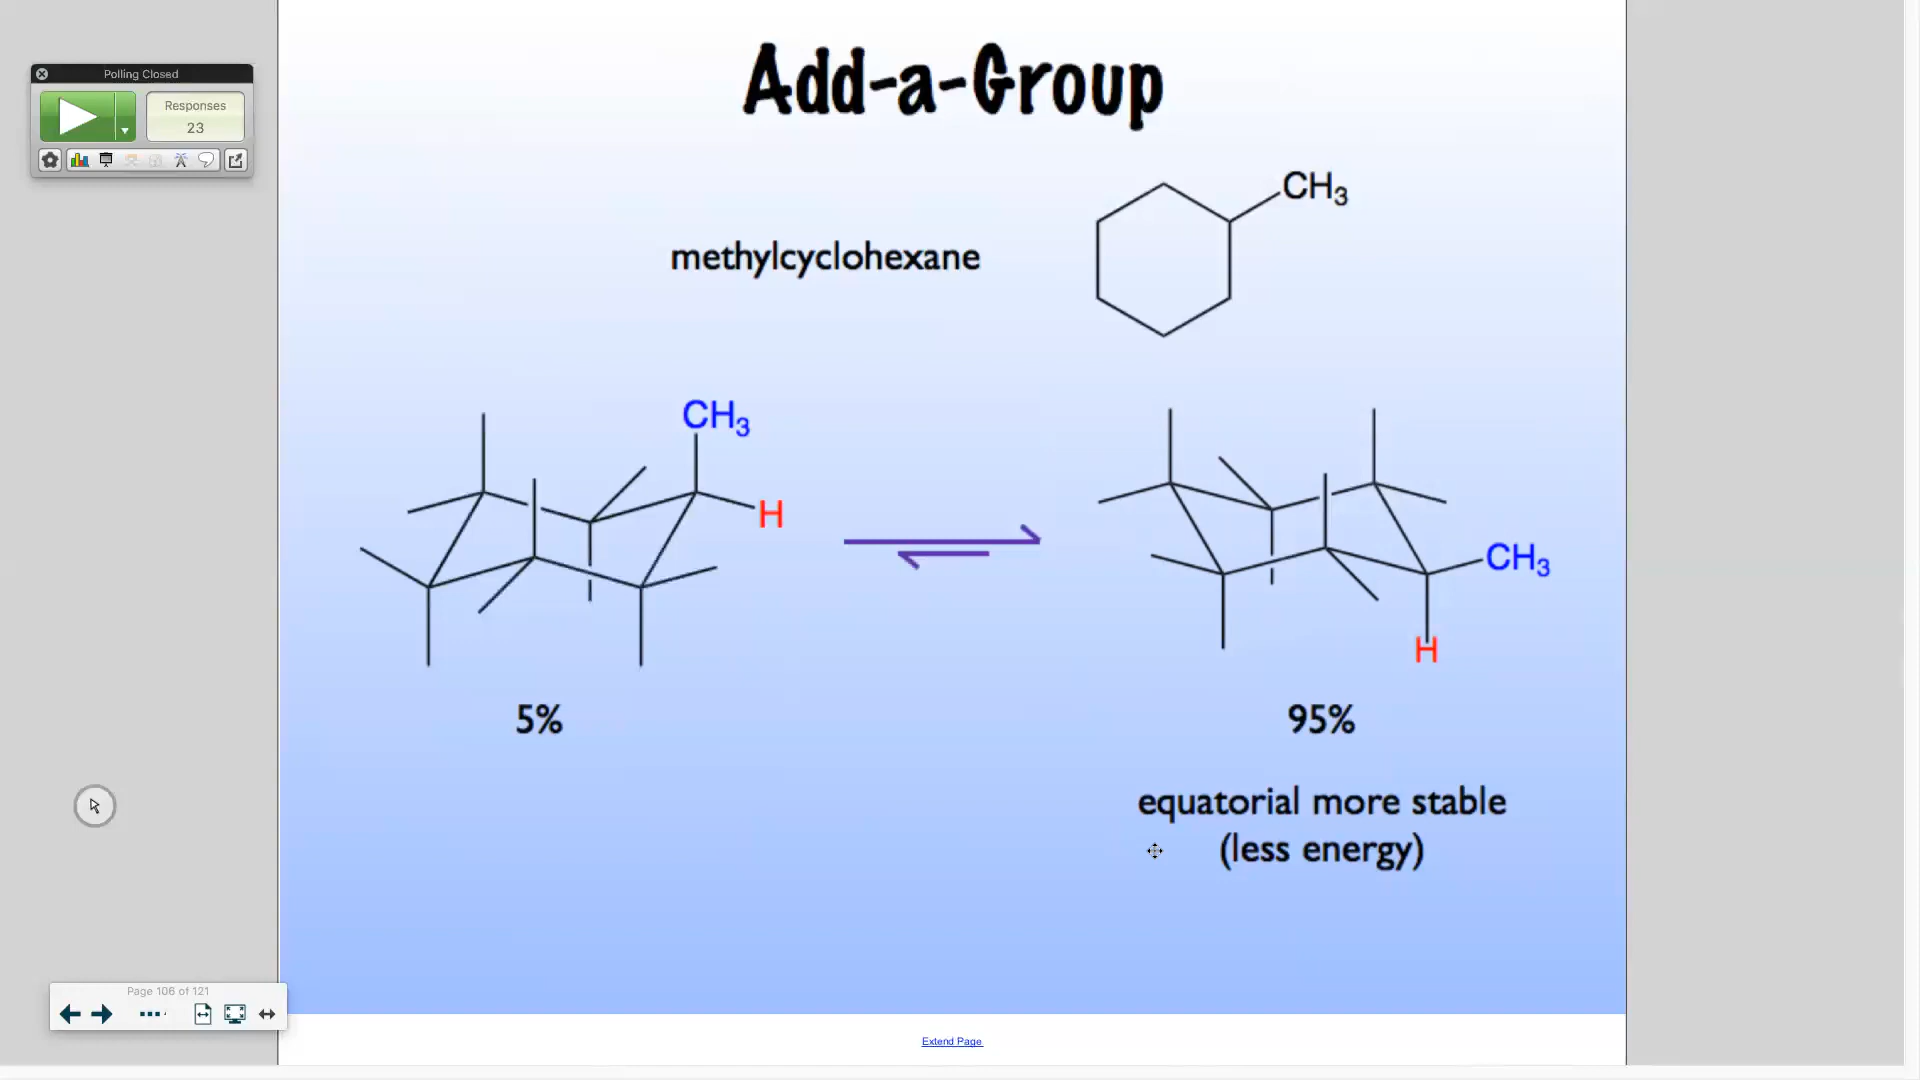 Polling Closed
Responses
23
Add-a-Group
CH3
methylcyclohexane
CH3
H
CH3
H
5%
95%
equatorial more stable
(less energy)
Page 106 of 121
Extend Page